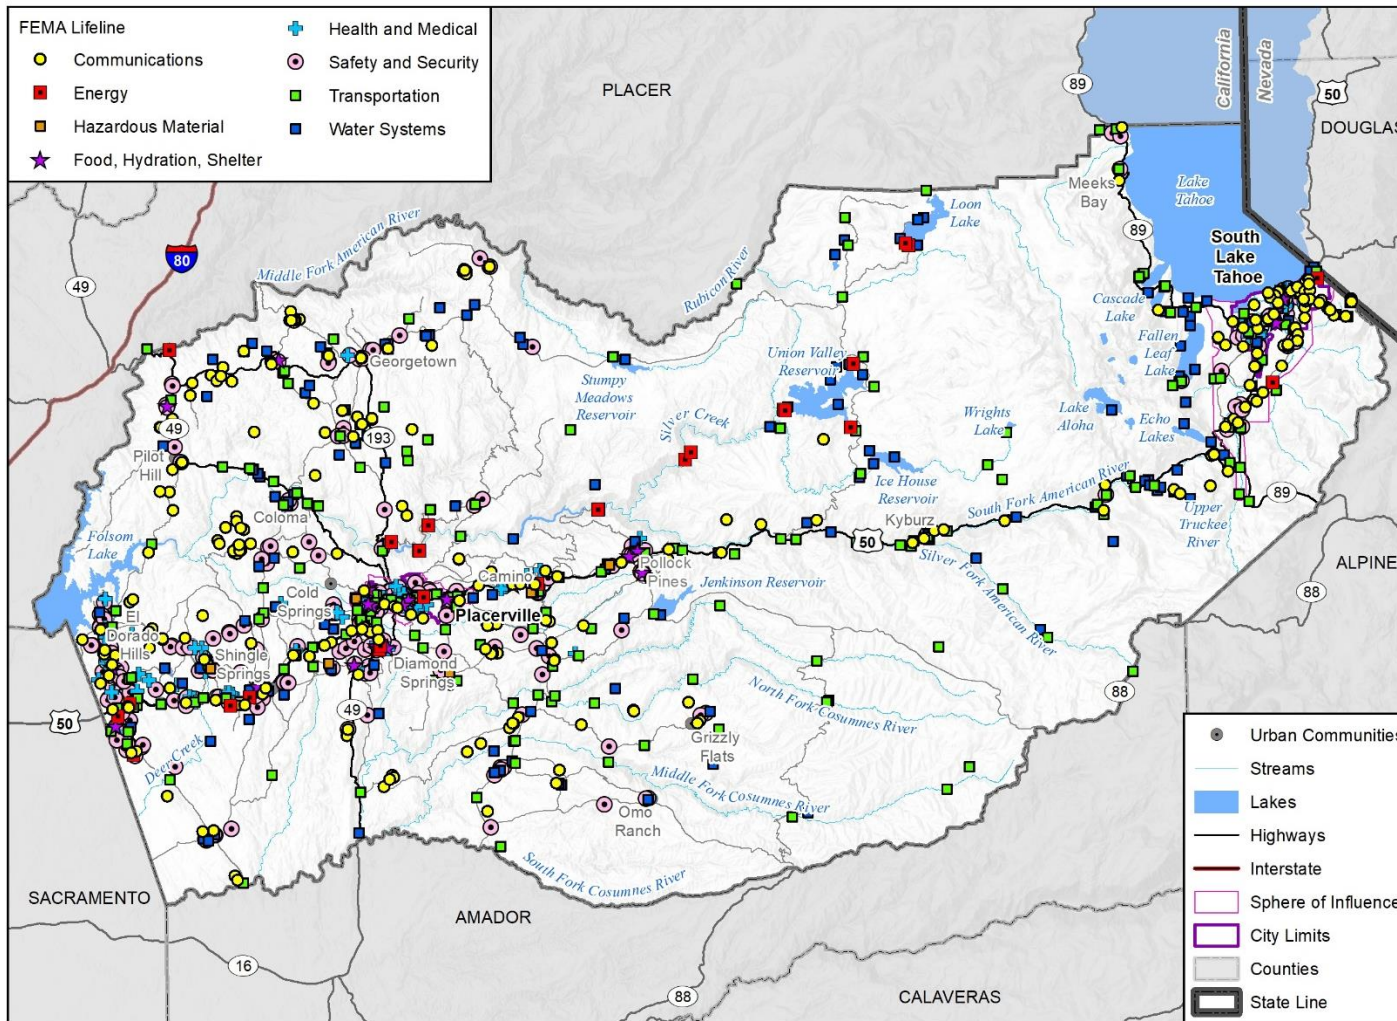 FEMA Lifeline
Communications
Energy
Hazardous Material
Food, Hydration, Shelter
Health and Medical
Safety and Security
Transportation
Water Systems
PLACER
89
California
Nevada
50
DOUGLAS
Meeks
Bay
Lake
Tahoe
89
South
Lake
Tahoe
Loon
Lake
80
49
Middle Fork American River
Rubicon River
Cascade
Lake
Fallen
Leaf
Lake
Georgetown
Stumpy
Meadows
Reservoir
Union Valley
Reservoir
Silver Creek
Wrights
Lake
Lake
Aloha
Echo
Lakes
49
193
Pilot
Hill
Ice House
Reservoir
South Fork American River
89
Upper
Truckee
River
Coloma
Folsom
Lake
Kyburz
50
Silver Fork American River
ALPINE
88
Camino
Pollock
Pines
Jenkinson Reservoir
Cold
Springs
Placerville
El
Dorado
Hills
Shingle
Springs
Diamond
Springs
88
50
49
North Fork Cosumnes River
Grizzly
Flats
Deer Creek
Middle Fork Cosumnes River
Omo
Ranch
South Fork Cosumnes River
SACRAMENTO
AMADOR
16
88
CALAVERAS
Urban Communities
Streams
Lakes
Highways
Interstate
Sphere of Influence
City Limits
Counties
State Line